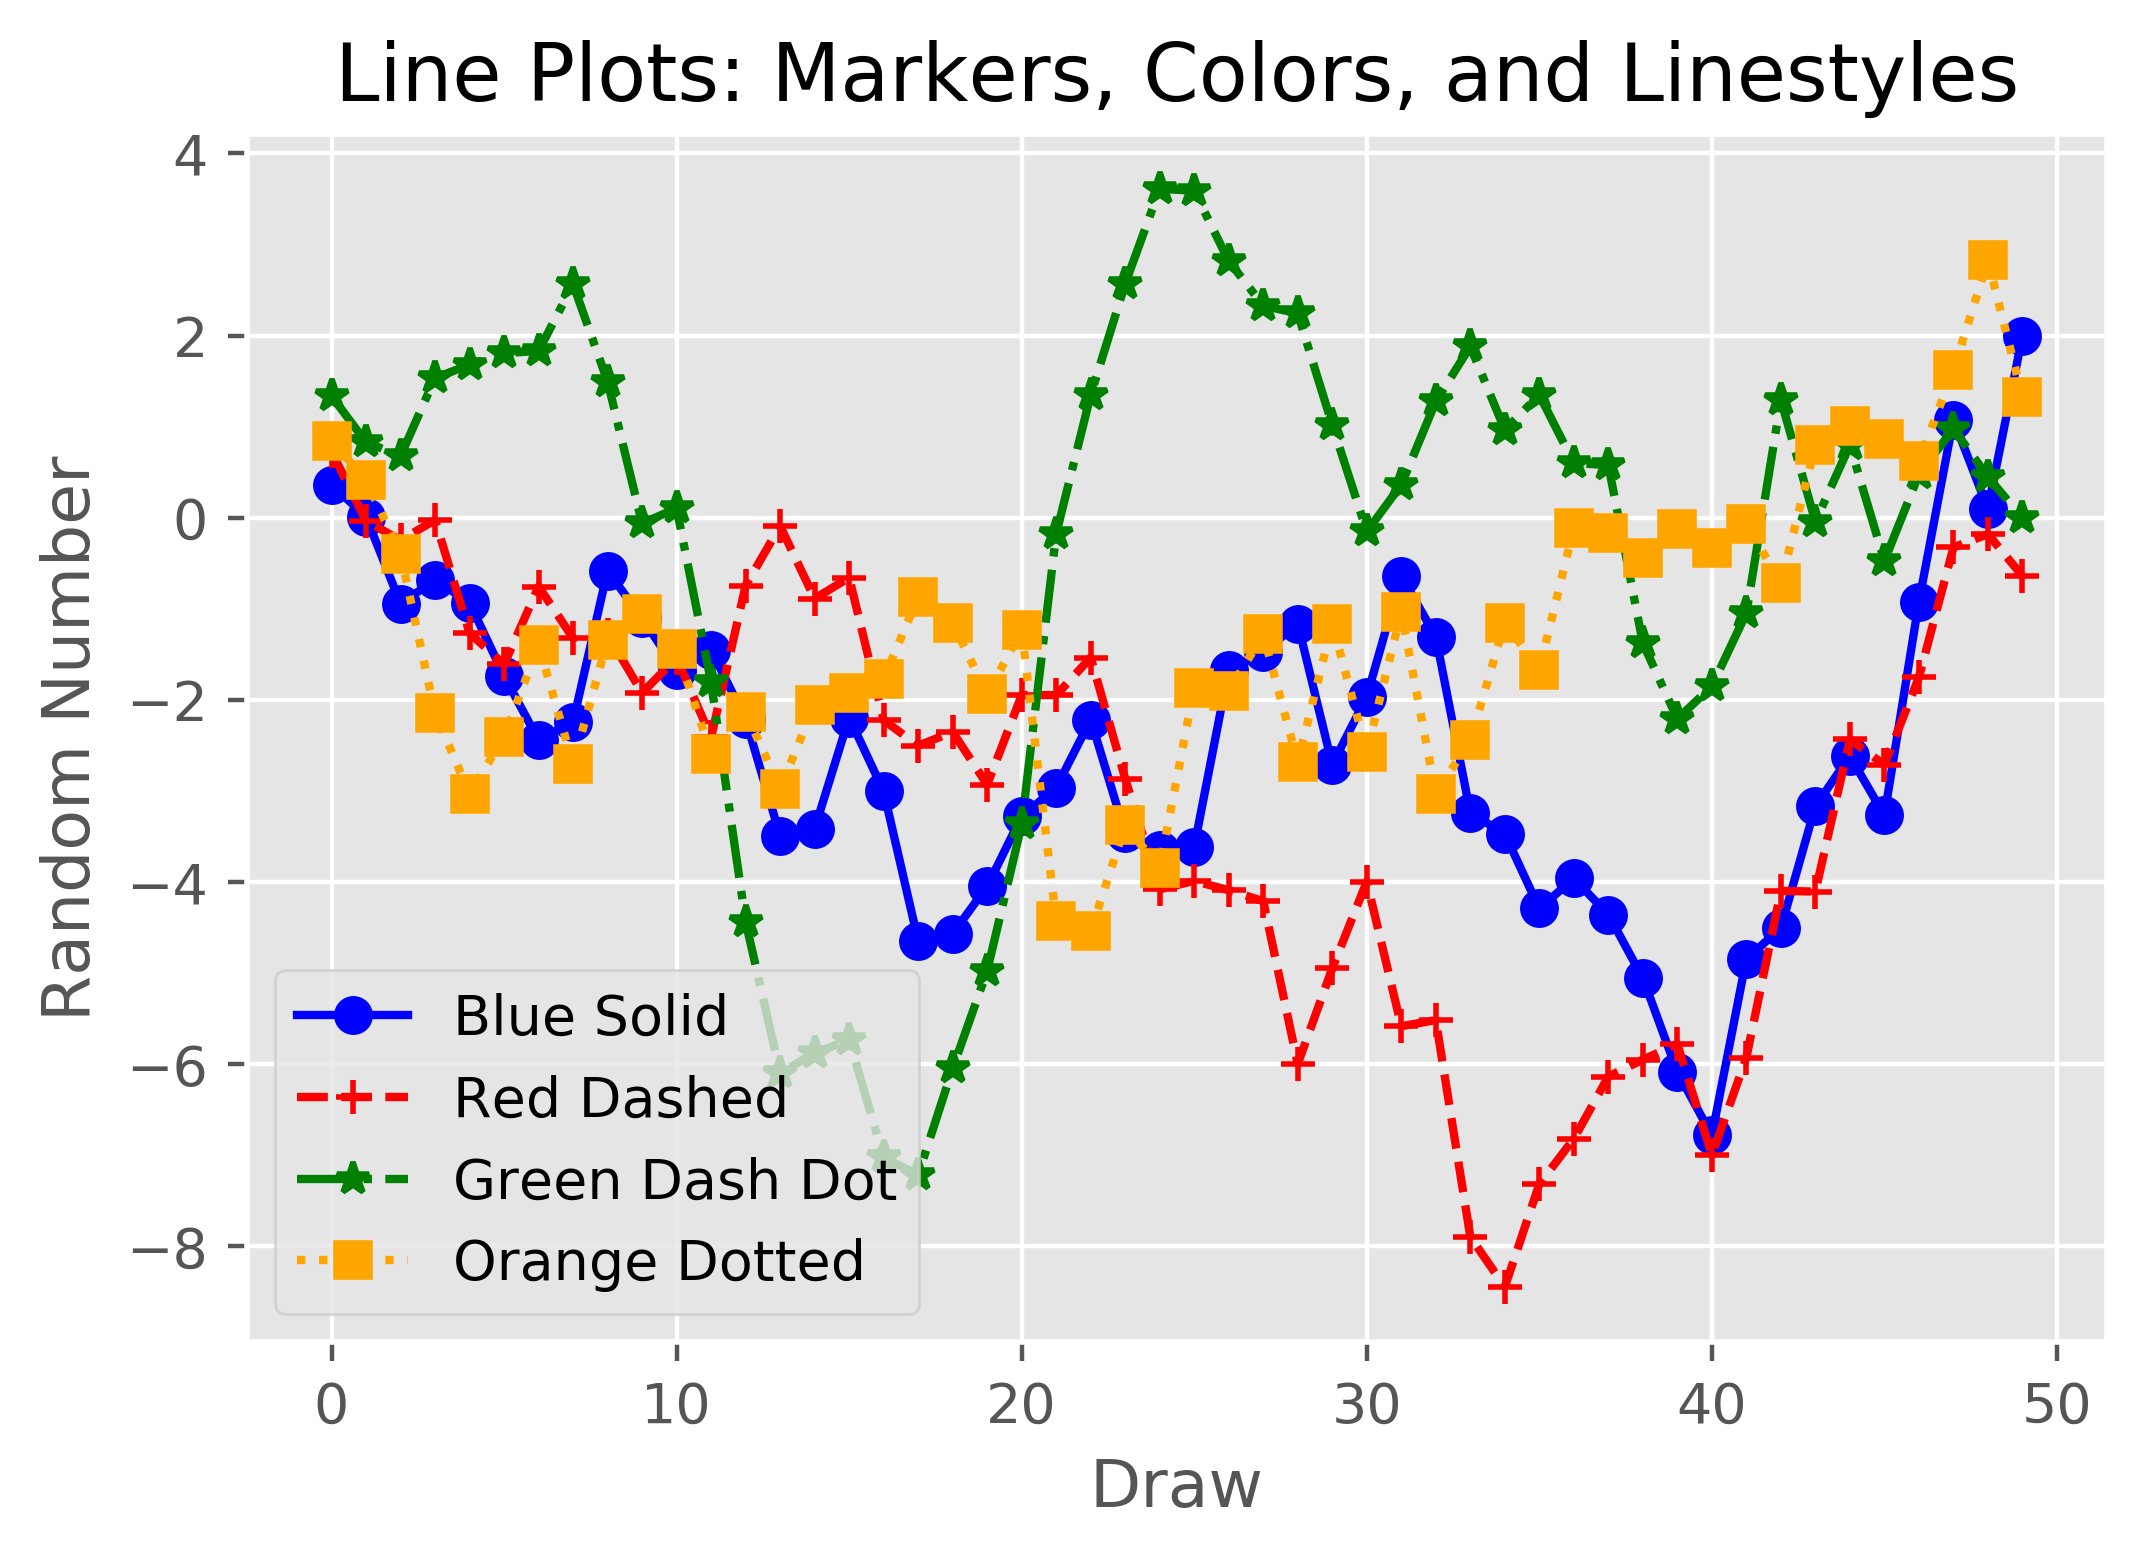 Line Plots: Markers, Colors, and Linestyles
4
2
0
−2
−4
−6
−8
Random Number
Blue Solid
Red Dashed
Green Dash Dot
Orange Dotted
0 10 20 30 40 50
Draw